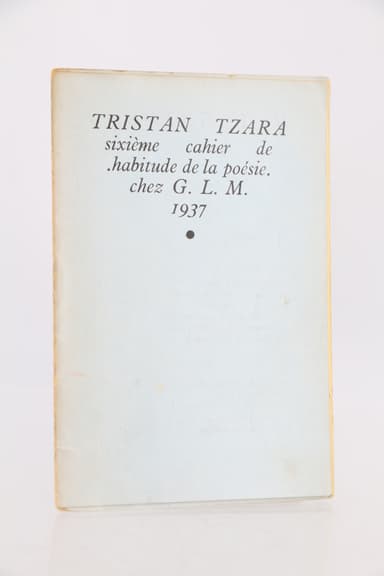 TRISTAN TZARA
sixième cahier de
.habitude de la poésie.
chez G. L. M.
1937